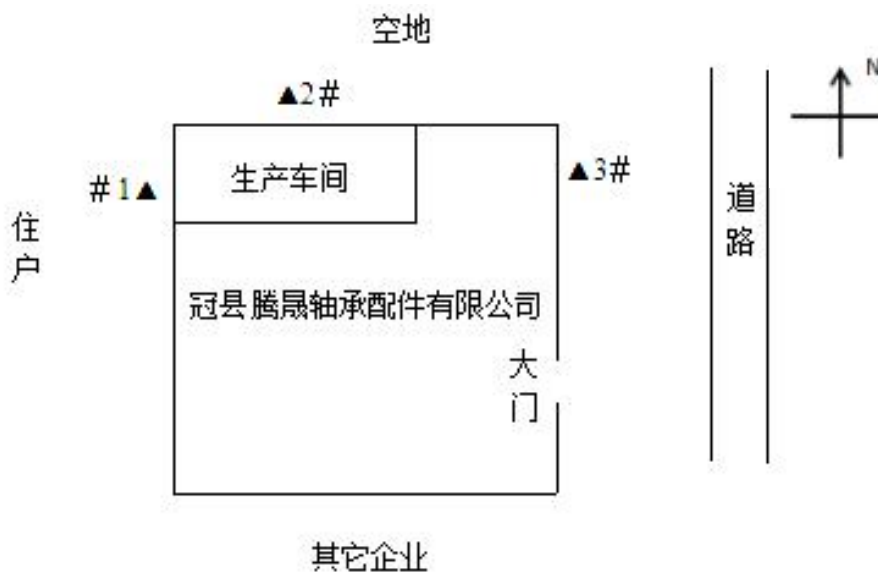 空地
▲2#
N
#1▲
生产车间
▲3#
住户
道路
冠县腾晟轴承配件有限公司
大门
其它企业